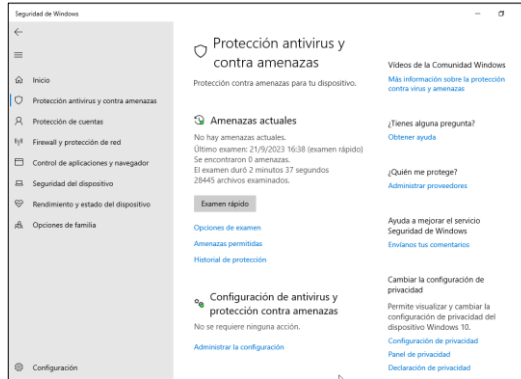 Seguridad de Windows
Inicio
Protección antivirus y contra amenazas
Protección de cuentas
Firewall y protección de red
Control de aplicaciones y navegador
Seguridad del dispositivo
Rendimiento y estado del dispositivo
Opciones de familia
Configuración
Protección antivirus y
contra amenazas
Protección contra amenazas para tu dispositivo.
Amenazas actuales
No hay amenazas actuales.
Último examen: 21/9/2023 16:38 (examen rápido)
Se encontraron 0 amenazas.
El examen duró 2 minutos 37 segundos
28445 archivos examinados.
Examen rápido
Opciones de examen
Amenazas permitidas
Historial de protección
Configuración de antivirus y
protección contra amenazas
No se requiere ninguna acción.
Administrar la configuración
Vídeos de la Comunidad Windows
Más información sobre la protección
contra virus y amenazas
¿Tienes alguna pregunta?
Obtener ayuda
¿Quién me protege?
Administrar proveedores
Ayuda a mejorar el servicio
Seguridad de Windows
Envíanos tus comentarios
Cambiar la configuración de
privacidad
Permite visualizar y cambiar la
configuración de privacidad del
dispositivo Windows 10.
Configuración de privacidad
Panel de privacidad
Declaración de privacidad